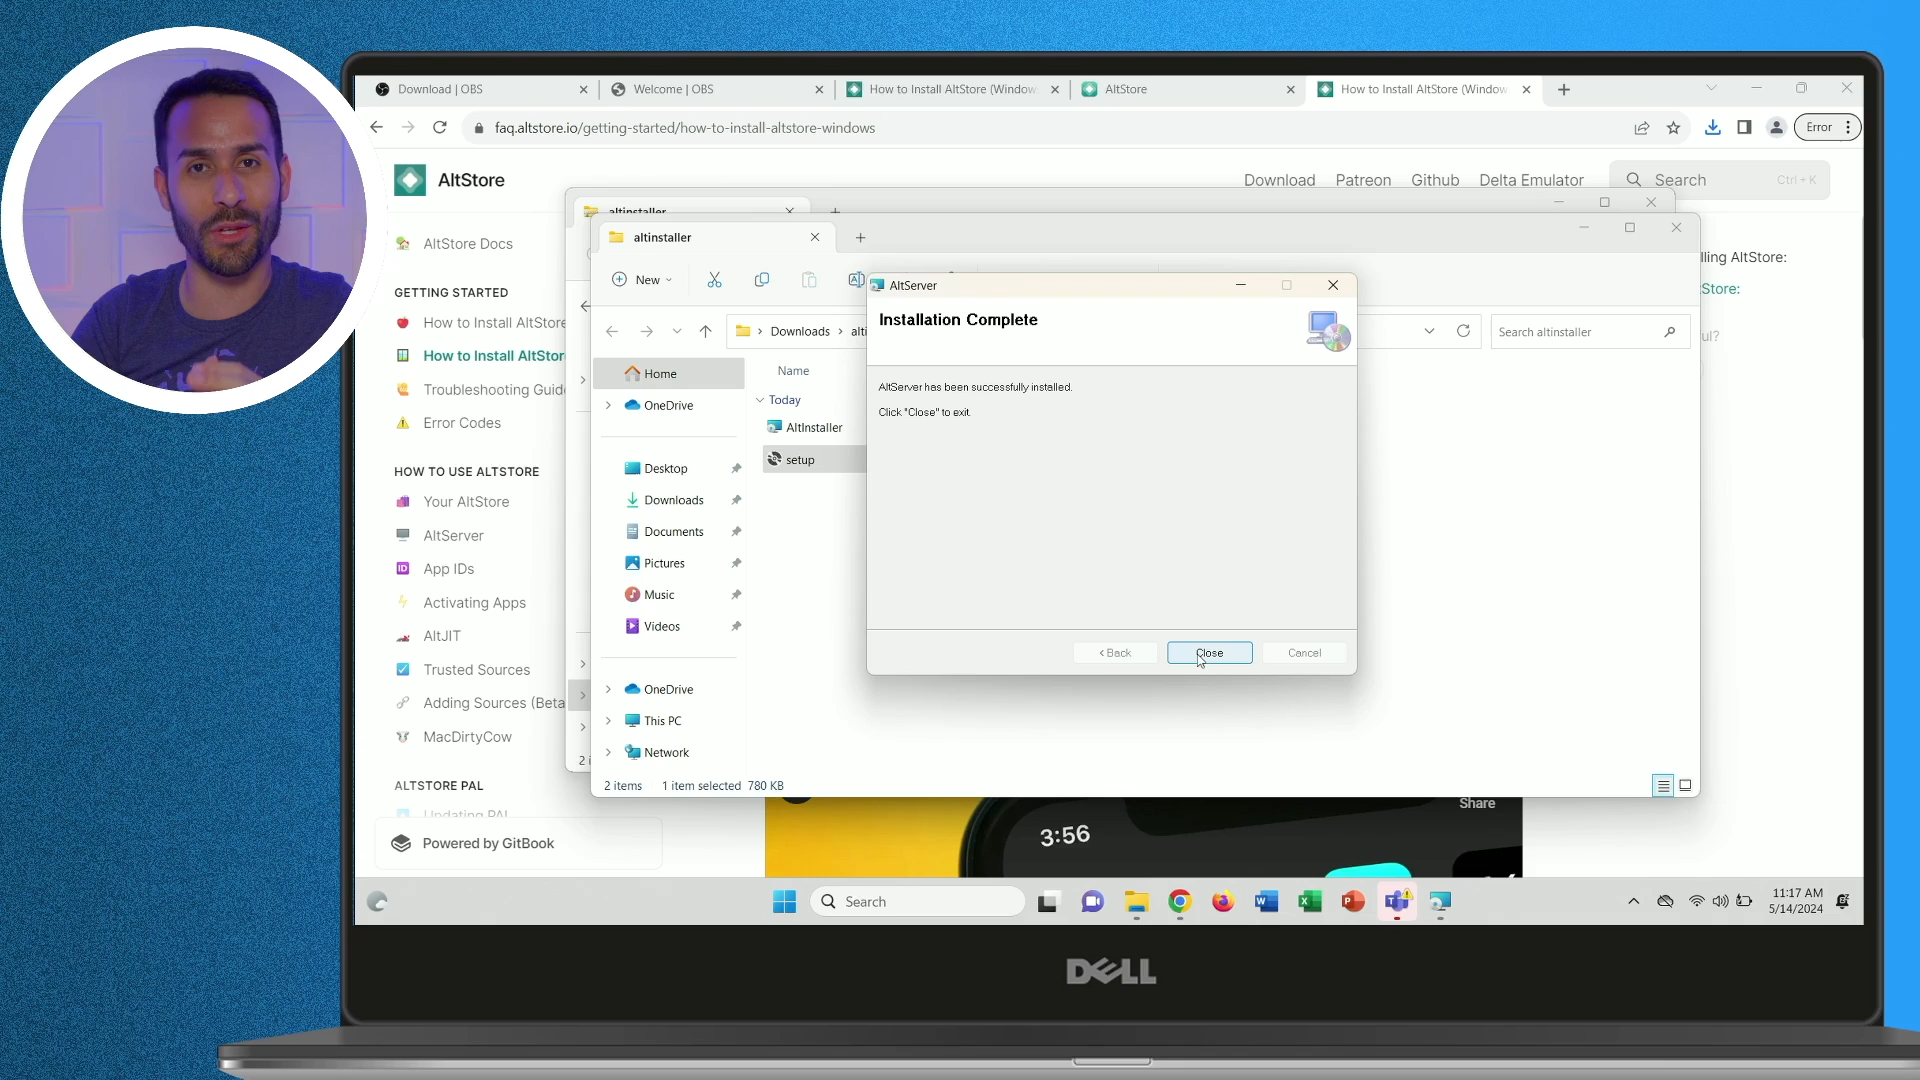 Download | OBS
Welcome | OBS
How to Install AltStore (Window
AltStore
How to Install AltStore (Window
faq.altstore.io/getting-started/how-to-install-altstore-windows
Error
AltStore
Download
Patreon
Github
Delta Emulator
Search
Ctrl + K
AltStore Docs
GETTING STARTED
How to Install AltStore
How to Install AltStor
Troubleshooting Guid
Error Codes
HOW TO USE ALTSTORE
Your AltStore
AltServer
App IDs
Activating Apps
AltJIT
Trusted Sources
Adding Sources (Beta
MacDirtyCow
ALTSTORE PAL
Updating PAL
Powered by GitBook
altinstaller
2 i
altinstaller
New
Downloads
alti
Search altinstaller
Home
OneDrive
Desktop
Downloads
Documents
Pictures
Music
Videos
OneDrive
This PC
Network
Name
Today
AltInstaller
setup
2 items
1 item selected 780 KB
AltServer
Installation Complete
AltServer has been successfully installed.
Click "Close" to exit.
< Back
Close
Cancel
lling AltStore:
Store:
ul?
Share
3:56
Search
11:17 AM
5/14/2024
DELL